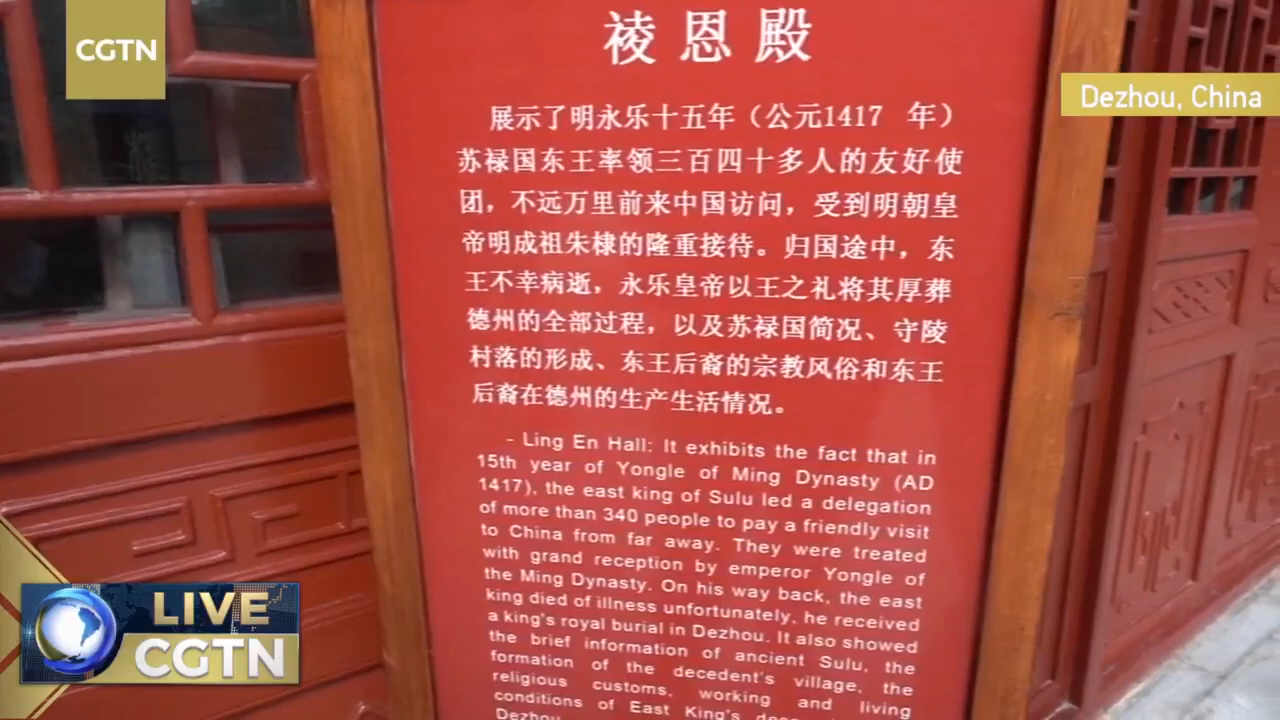 CGTN
Dezhou, China
祾恩殿
展示了明永乐十五年（公元1417 年）
苏禄国东王率领三百四十多人的友好使
团，不远万里前来中国访问，受到明朝皇
帝明成祖朱棣的隆重接待。归国途中，东
王不幸病逝，永乐皇帝以王之礼将其厚葬
德州的全部过程，以及苏禄国简况、守陵
村落的形成、东王后裔的宗教风俗和东王
后裔在德州的生产生活情况。
- Ling En Hall: It exhibits the fact that in
15th year of Yongle of Ming Dynasty (AD
1417), the east king of Sulu led a delegation
of more than 340 people to pay a friendly visit
to China from far away. They were treated
with grand reception by emperor Yongle of
the Ming Dynasty. On his way back, the east
king died of illness unfortunately, he received
a king's royal burial in Dezhou. It also showed
the brief information of ancient Sulu, the
formation of the decedent's village, the
religious customs, working and living
conditions of East King's
Dezhou
LIVE
CGTN